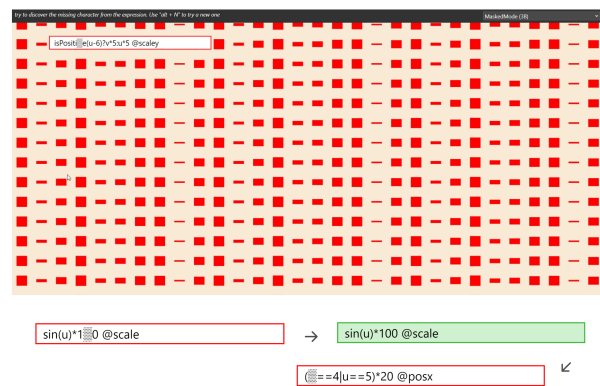 try to discover the missing character from the expression. Use "alt + N" to try a new one
MaskedMode (38)
isPositi▒e(u-6)?v*5:u*5 @scaley
sin(u)*1▒0 @scale → sin(u)*100 @scale
(▒==4|u==5)*20 @posx